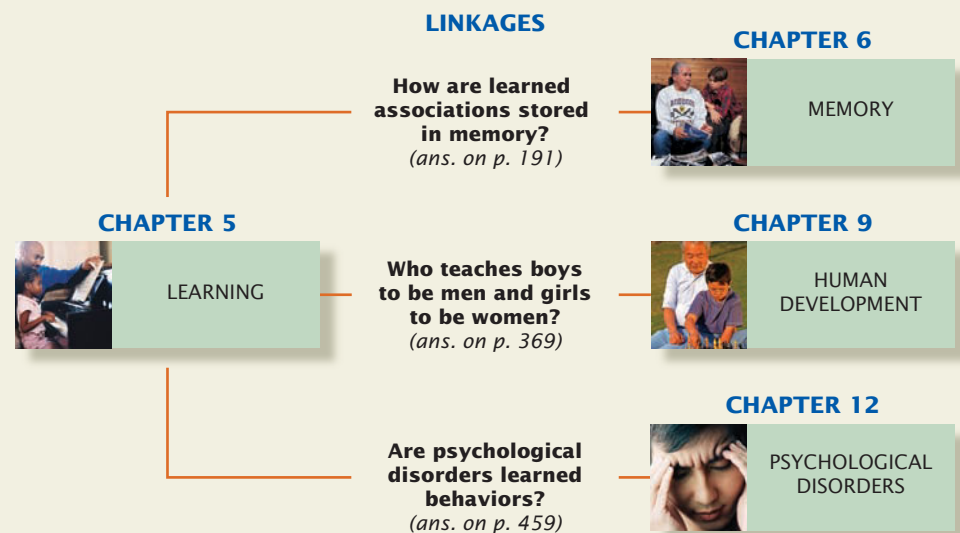 LINKAGES
CHAPTER 6
How are learned
associations stored
in memory?
(ans. on p. 191)
MEMORY
CHAPTER 5
LEARNING
CHAPTER 9
Who teaches boys
to be men and girls
to be women?
(ans. on p. 369)
HUMAN
DEVELOPMENT
CHAPTER 12
Are psychological
disorders learned
behaviors?
(ans. on p. 459)
PSYCHOLOGICAL
DISORDERS